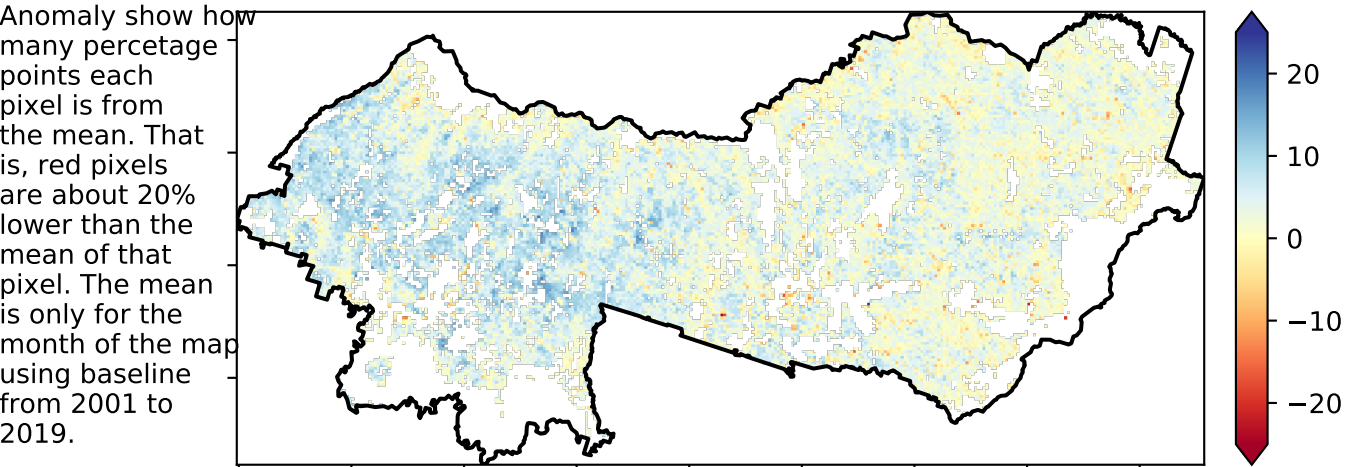 Anomaly show how
many percetage
points each
pixel is from
the mean. That
is, red pixels
are about 20%
lower than the
mean of that
pixel. The mean
is only for the
month of the map
using baseline
from 2001 to
2019.
20
10
0
−10
−20